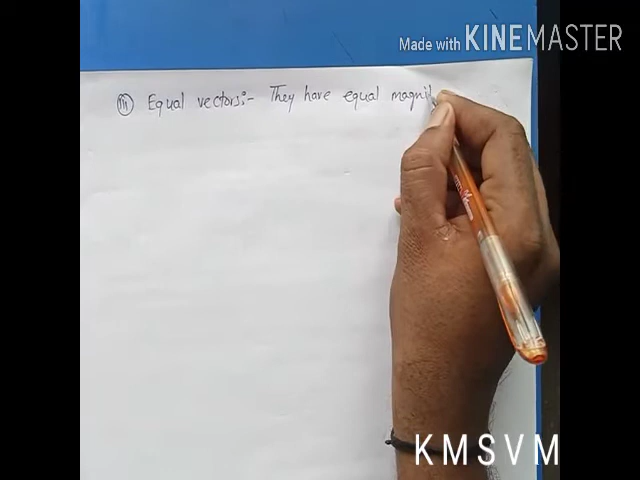 Made with KINEMASTER
(iii) Equal vectors:- They have equal magni
KMSVM